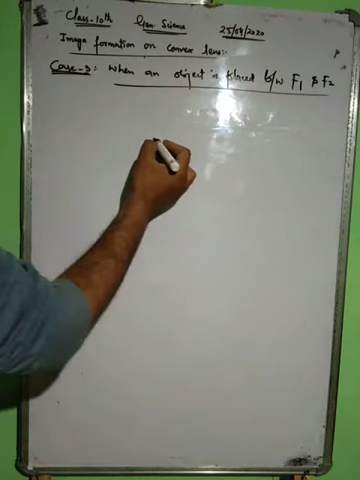 Class-10th Gen Science 25/04/2020
Image formation on convex lens:-
Case-3: When an object is placed b/w F1 & F2